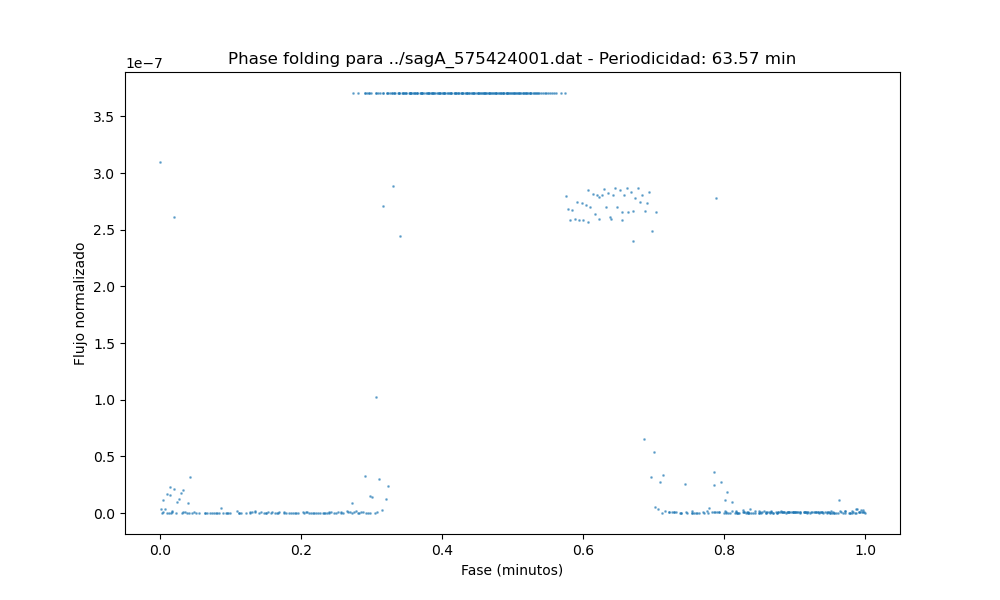 Phase folding para ../sagA_575424001.dat - Periodicidad: 63.57 min
1e−7
3.5
3.0
2.5
2.0
1.5
1.0
0.5
0.0
Flujo normalizado
0.0 0.2 0.4 0.6 0.8 1.0
Fase (minutos)